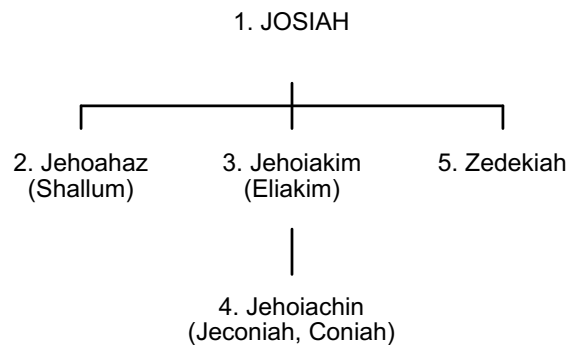 1. JOSIAH
2. Jehoahaz
(Shallum)
3. Jehoiakim
(Eliakim)
5. Zedekiah
4. Jehoiachin
(Jeconiah, Coniah)